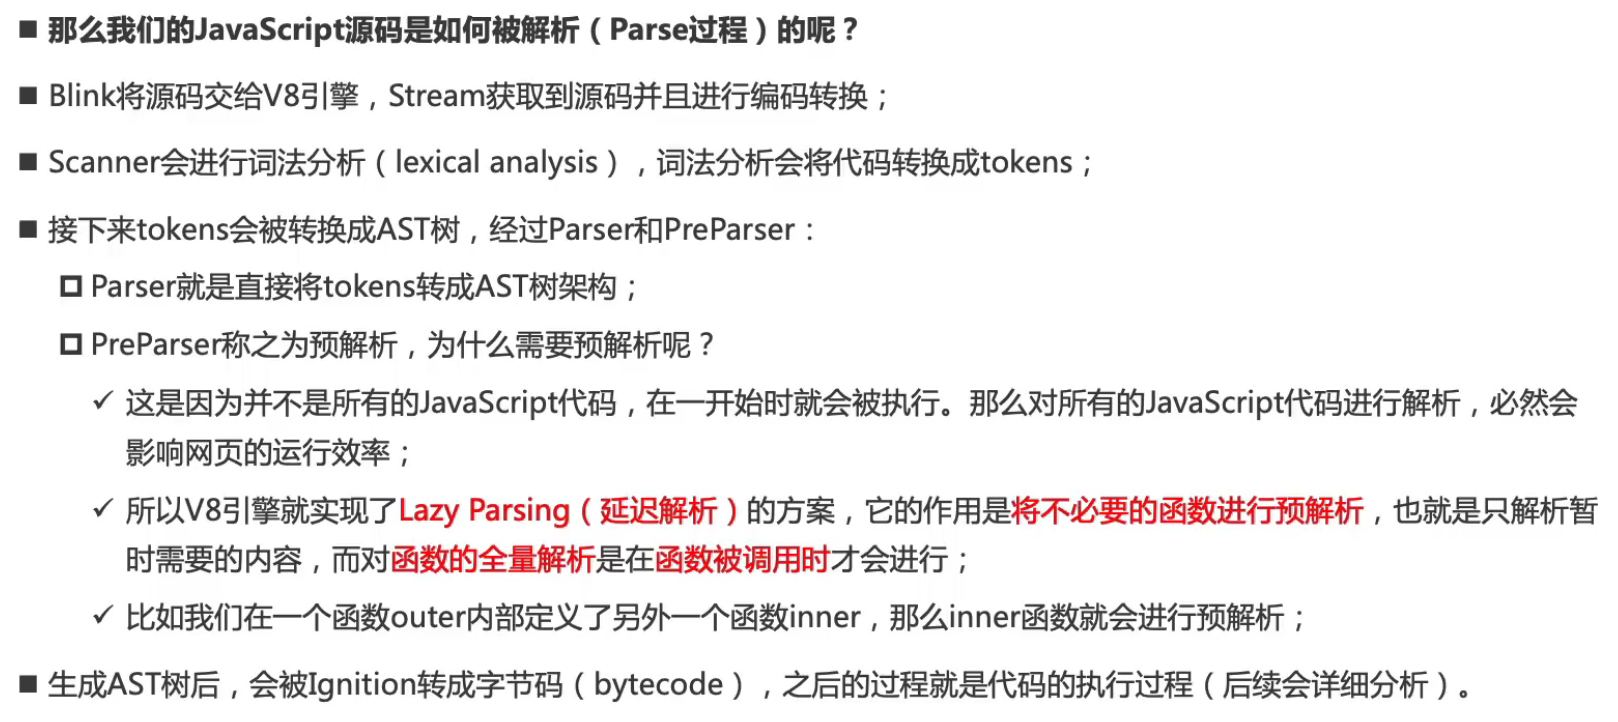 ■ 那么我们的JavaScript源码是如何被解析（Parse过程）的呢？
■ Blink将源码交给V8引擎，Stream获取到源码并且进行编码转换；
■ Scanner会进行词法分析（lexical analysis），词法分析会将代码转换成tokens；
■ 接下来tokens会被转换成AST树，经过Parser和PreParser：
Parser就是直接将tokens转成AST树架构；
PreParser称之为预解析，为什么需要预解析呢？
✓ 这是因为并不是所有的JavaScript代码，在一开始时就会被执行。那么对所有的JavaScript代码进行解析，必然会
影响网页的运行效率；
✓ 所以V8引擎就实现了Lazy Parsing（延迟解析）的方案，它的作用是将不必要的函数进行预解析，也就是只解析暂
时需要的内容，而对函数的全量解析是在函数被调用时才会进行；
✓ 比如我们在一个函数outer内部定义了另外一个函数inner，那么inner函数就会进行预解析；
■ 生成AST树后，会被Ignition转成字节码（bytecode），之后的过程就是代码的执行过程（后续会详细分析）。